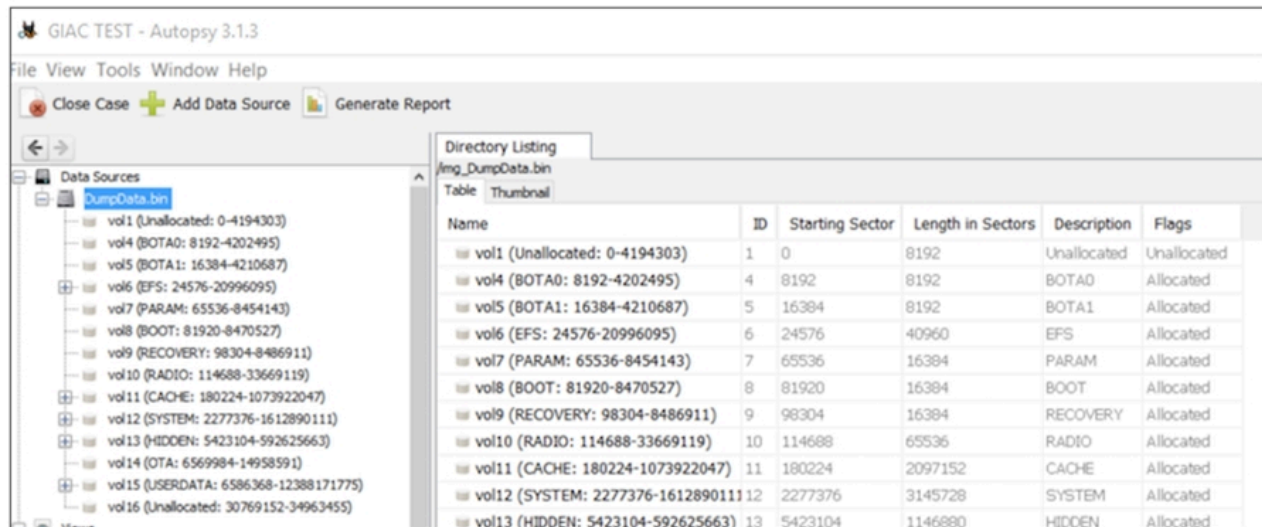 GIAC TEST - Autopsy 3.1.3
File View Tools Window Help
Close Case Add Data Source Generate Report
Directory Listing
/img_DumpData.bin
Table Thumbnail
Data Sources
DumpData.bin
vol1 (Unallocated: 0-4194303)
vol4 (BOTA0: 8192-4202495)
vol5 (BOTA1: 16384-4210687)
vol6 (EFS: 24576-20996095)
vol7 (PARAM: 65536-8454143)
vol8 (BOOT: 81920-8470527)
vol9 (RECOVERY: 98304-8486911)
vol10 (RADIO: 114688-33669119)
vol11 (CACHE: 180224-1073922047)
vol12 (SYSTEM: 2277376-1612890111)
vol13 (HIDDEN: 5423104-592625663)
vol14 (OTA: 6569984-14958591)
vol15 (USERDATA: 6586368-12388171775)
vol16 (Unallocated: 30769152-34963455)
Views
Name ID Starting Sector Length in Sectors Description Flags
vol1 (Unallocated: 0-4194303) 1 0 8192 Unallocated Unallocated
vol4 (BOTA0: 8192-4202495) 4 8192 8192 BOTA0 Allocated
vol5 (BOTA1: 16384-4210687) 5 16384 8192 BOTA1 Allocated
vol6 (EFS: 24576-20996095) 6 24576 40960 EFS Allocated
vol7 (PARAM: 65536-8454143) 7 65536 16384 PARAM Allocated
vol8 (BOOT: 81920-8470527) 8 81920 16384 BOOT Allocated
vol9 (RECOVERY: 98304-8486911) 9 98304 16384 RECOVERY Allocated
vol10 (RADIO: 114688-33669119) 10 114688 65536 RADIO Allocated
vol11 (CACHE: 180224-1073922047) 11 180224 2097152 CACHE Allocated
vol12 (SYSTEM: 2277376-1612890111 12 2277376 3145728 SYSTEM Allocated
vol13 (HIDDEN: 5423104-592625663) 13 5423104 1146880 HIDDEN Allocated